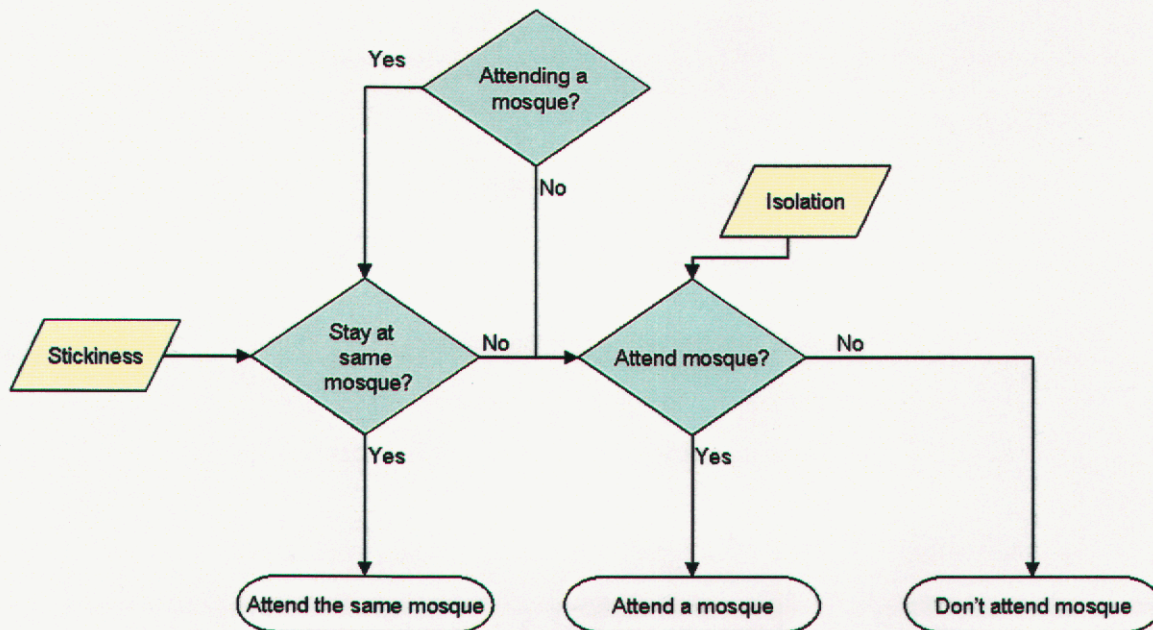 Yes
Attending a
mosque?
No
Isolation
Stickiness
Stay at
same
mosque?
No
Attend mosque?
No
Yes
Yes
Attend the same mosque
Attend a mosque
Don't attend mosque